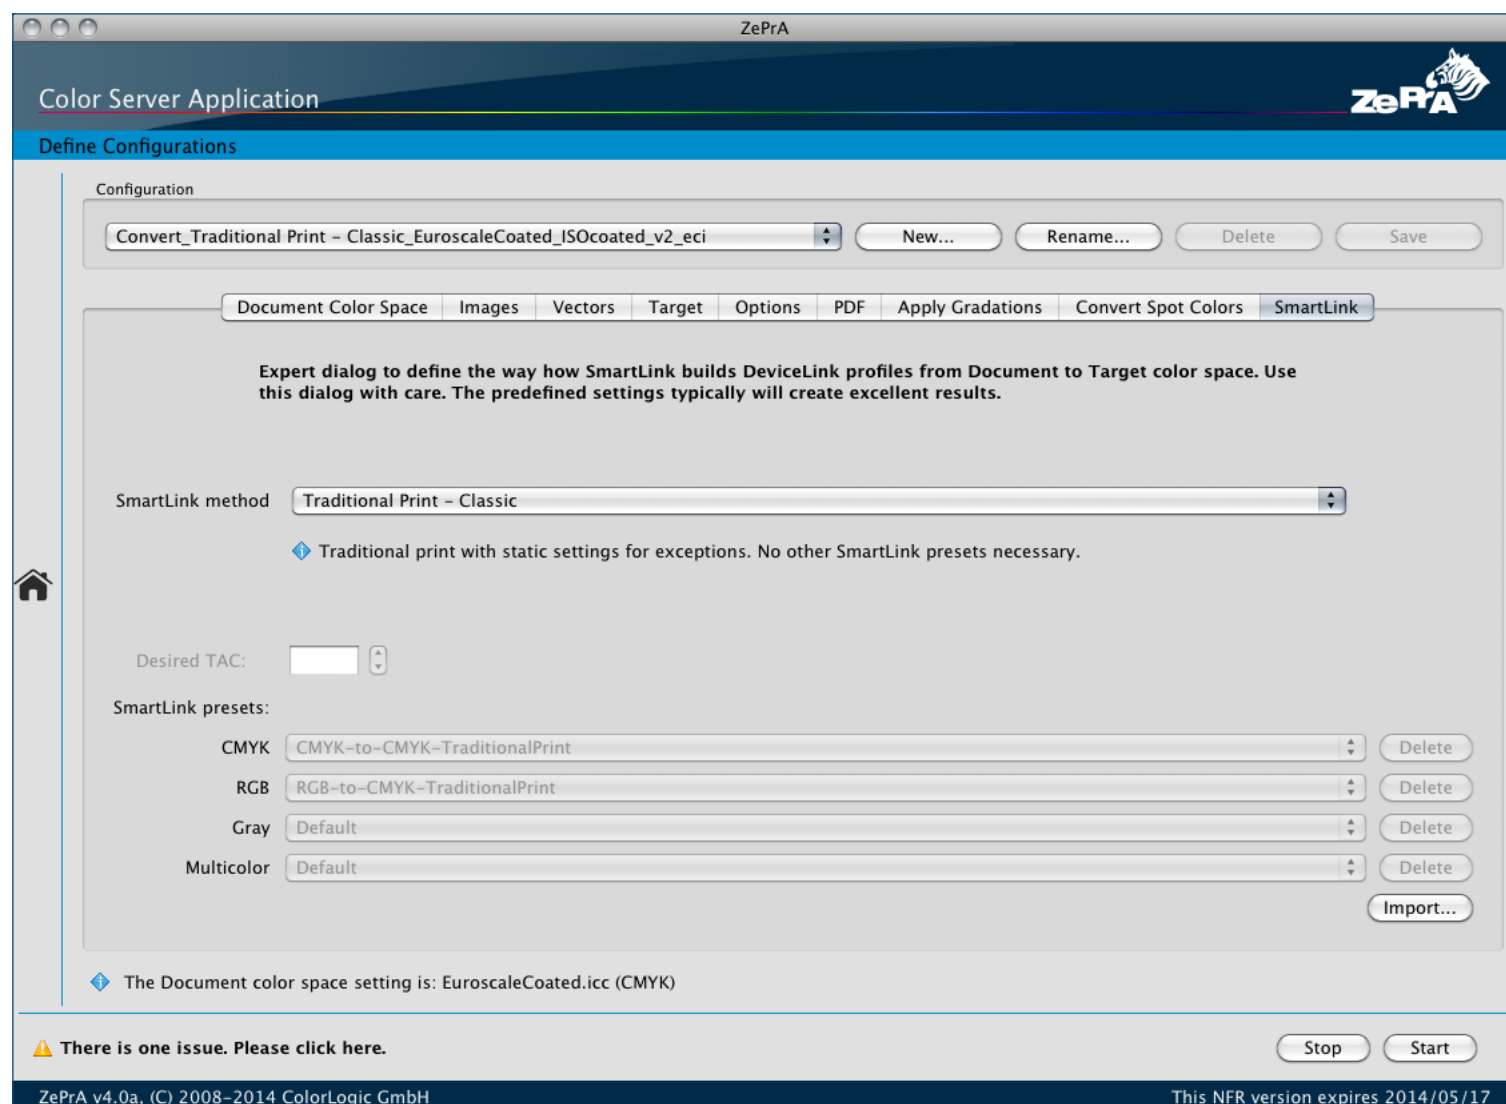 ZePrA
Color Server Application
ZePrA
Define Configurations
Configuration
Convert_Traditional Print – Classic_EuroscaleCoated_ISOcoated_v2_eci
New...
Rename...
Delete
Save
Document Color Space
Images
Vectors
Target
Options
PDF
Apply Gradations
Convert Spot Colors
SmartLink
Expert dialog to define the way how SmartLink builds DeviceLink profiles from Document to Target color space. Use
this dialog with care. The predefined settings typically will create excellent results.
SmartLink method
Traditional Print – Classic
Traditional print with static settings for exceptions. No other SmartLink presets necessary.
Desired TAC:
SmartLink presets:
CMYK
CMYK-to-CMYK-TraditionalPrint
Delete
RGB
RGB-to-CMYK-TraditionalPrint
Delete
Gray
Default
Delete
Multicolor
Default
Delete
Import...
The Document color space setting is: EuroscaleCoated.icc (CMYK)
There is one issue. Please click here.
Stop
Start
ZePrA v4.0a, (C) 2008-2014 ColorLogic GmbH
This NFR version expires 2014/05/17